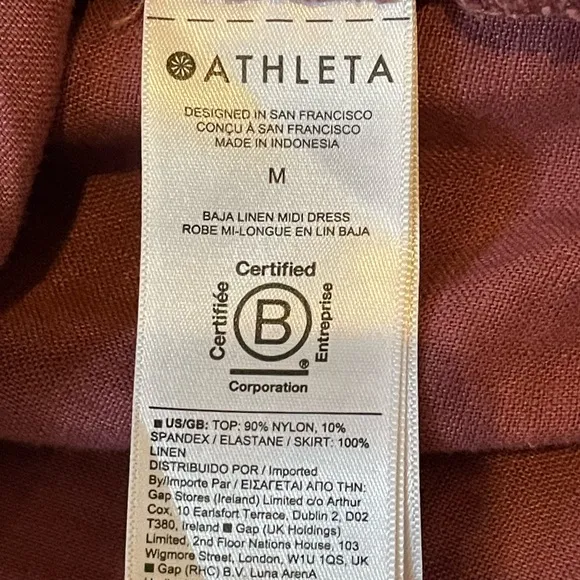 ATHLETA
DESIGNED IN SAN FRANCISCO
CONÇU À SAN FRANCISCO
MADE IN INDONESIA
M
BAJA LINEN MIDI DRESS
ROBE MI-LONGUE EN LIN BAJA
Certified
Certifiée
B
Entreprise
®
Corporation
■ US/GB: TOP: 90% NYLON, 10%
SPANDEX / ELASTANE / SKIRT: 100%
LINEN
DISTRIBUIDO POR / Imported
By/Importe Par / ΕΙΣΑΓΕΤΑΙ ΑΠΟ ΤΗΝ:
Gap Stores (Ireland) Limited c/o Arthur
Cox, 10 Earlsfort Terrace, Dublin 2, D02
T380, Ireland ■ Gap (UK Holdings)
Limited, 2nd Floor Nations House, 103
Wigmore Street, London, W1U 1QS, UK
■ Gap (RHC) B.V. Luna ArenA